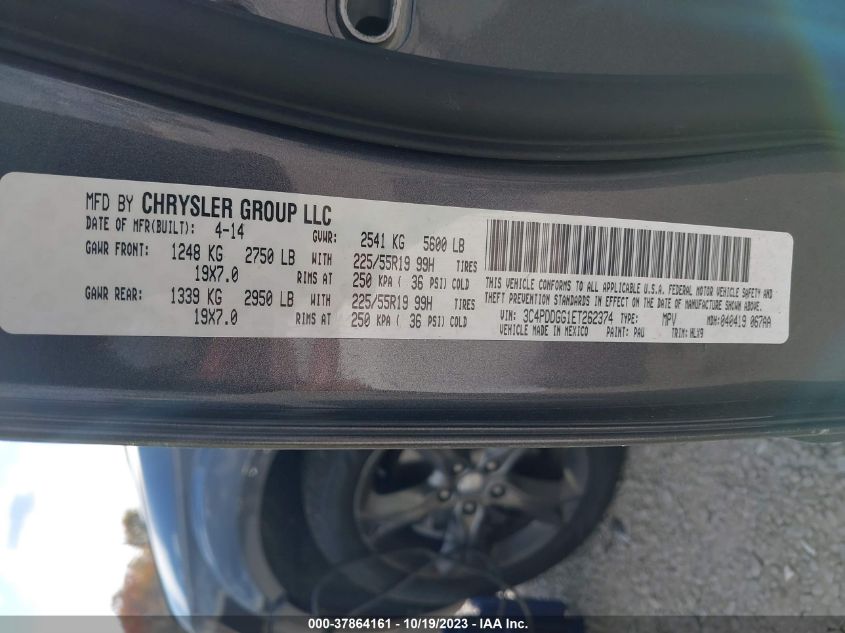 MFD BY CHRYSLER GROUP LLC
DATE OF MFR(BUILT): 4-14 GVWR: 2541 KG 5600 LB
GAWR FRONT: 1248 KG 2750 LB WITH 225/55R19 99H TIRES
19X7.0 RIMS AT 250 KPA ( 36 PSI) COLD
GAWR REAR: 1339 KG 2950 LB WITH 225/55R19 99H TIRES
19X7.0 RIMS AT 250 KPA ( 36 PSI) COLD
THIS VEHICLE CONFORMS TO ALL APPLICABLE U.S.A. FEDERAL MOTOR VEHICLE SAFETY AND
THEFT PREVENTION STANDARDS IN EFFECT ON THE DATE OF MANUFACTURE SHOWN ABOVE.
VIN: 3C4PDDGG1ET262374 TYPE: MPV MDH:040419 067AA
VEHICLE MADE IN MEXICO PAINT: PAU TRIM:HLX9
000-37864161 - 10/19/2023 - IAA Inc.